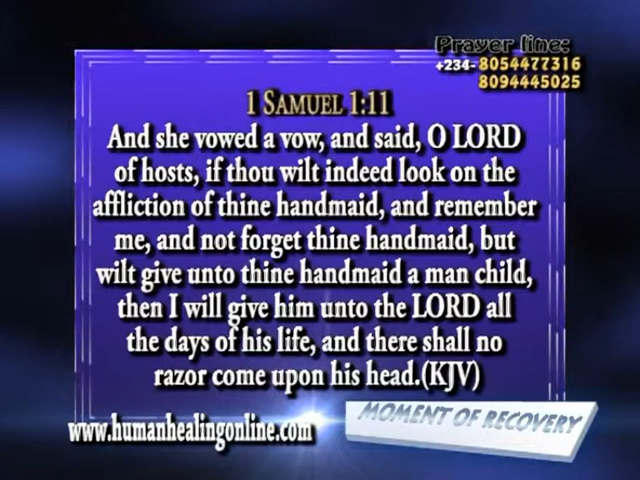 Prayer line:
+234- 8054477316
8094445025
1 SAMUEL 1:11
And she vowed a vow, and said, O LORD
of hosts, if thou wilt indeed look on the
affliction of thine handmaid, and remember
me, and not forget thine handmaid, but
wilt give unto thine handmaid a man child,
then I will give him unto the LORD all
the days of his life, and there shall no
razor come upon his head.(KJV)
www.humanhealingonline.com
MOMENT OF RECOVERY